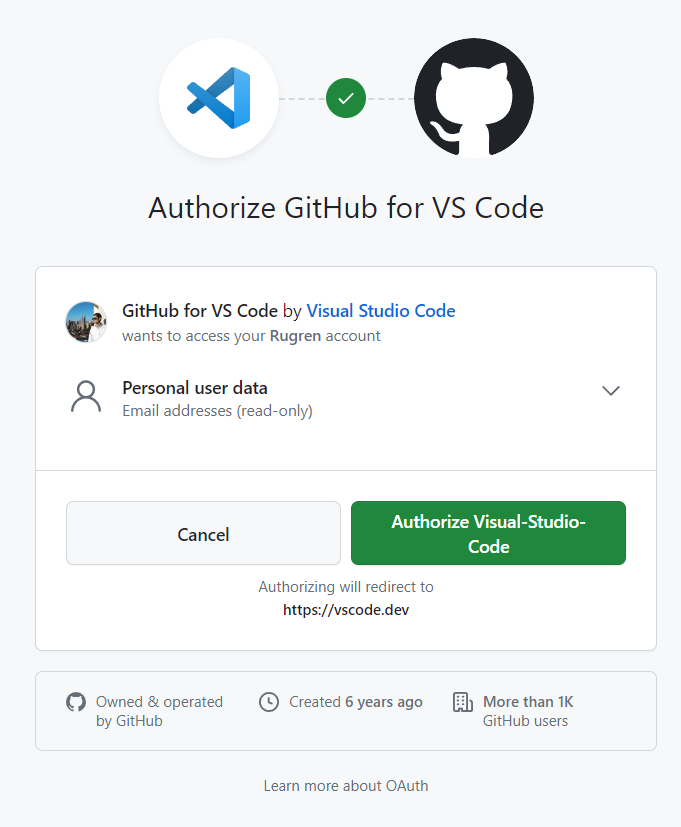 Authorize GitHub for VS Code
GitHub for VS Code by Visual Studio Code
wants to access your Rugren account
Personal user data
Email addresses (read-only)
Cancel
Authorize Visual-Studio-
Code
Authorizing will redirect to
https://vscode.dev
Owned & operated
by GitHub
Created 6 years ago
More than 1K
GitHub users
Learn more about OAuth